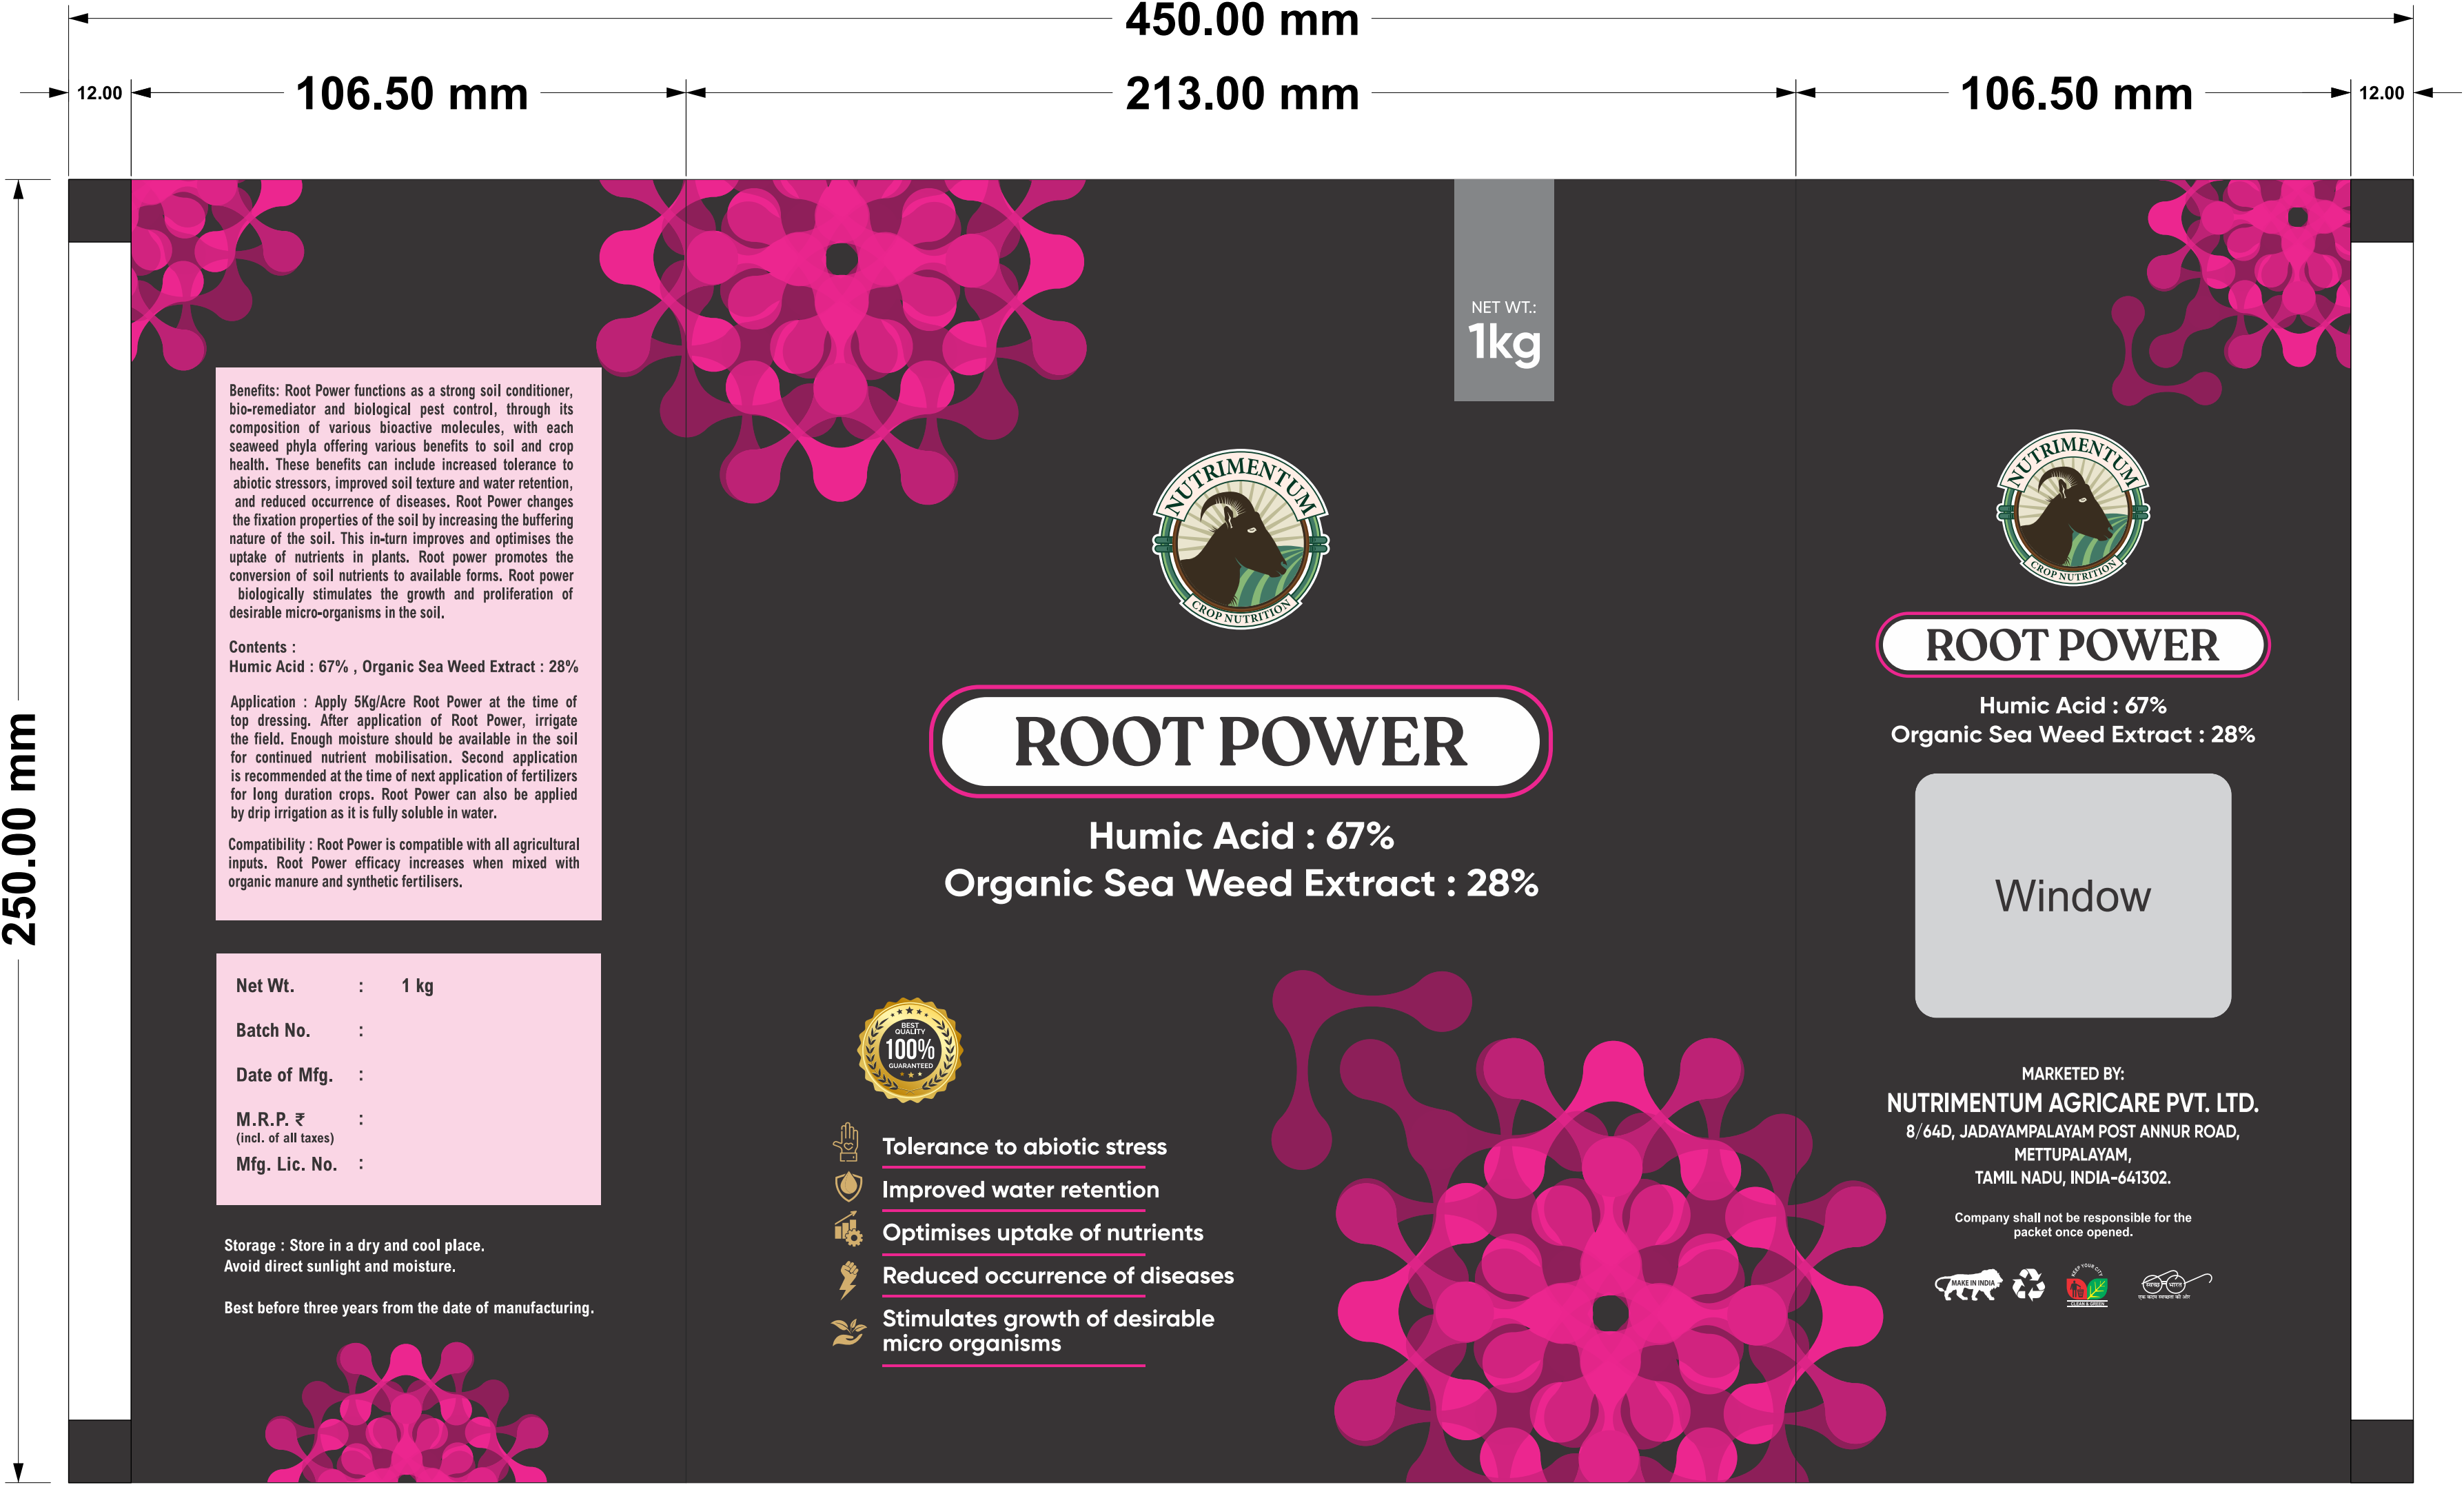 450.00 mm
12.00
106.50 mm
213.00 mm
106.50 mm
12.00
250.00 mm
Benefits: Root Power functions as a strong soil conditioner,
bio-remediator and biological pest control, through its
composition of various bioactive molecules, with each
seaweed phyla offering various benefits to soil and crop
health. These benefits can include increased tolerance to
abiotic stressors, improved soil texture and water retention,
and reduced occurrence of diseases. Root Power changes
the fixation properties of the soil by increasing the buffering
nature of the soil. This in-turn improves and optimises the
uptake of nutrients in plants. Root power promotes the
conversion of soil nutrients to available forms. Root power
biologically stimulates the growth and proliferation of
desirable micro-organisms in the soil.
Contents :
Humic Acid : 67% , Organic Sea Weed Extract : 28%
Application : Apply 5Kg/Acre Root Power at the time of
top dressing. After application of Root Power, irrigate
the field. Enough moisture should be available in the soil
for continued nutrient mobilisation. Second application
is recommended at the time of next application of fertilizers
for long duration crops. Root Power can also be applied
by drip irrigation as it is fully soluble in water.
Compatibility : Root Power is compatible with all agricultural
inputs. Root Power efficacy increases when mixed with
organic manure and synthetic fertilisers.
Net Wt. : 1 kg
Batch No. :
Date of Mfg. :
M.R.P. ₹ :
(incl. of all taxes)
Mfg. Lic. No. :
Storage : Store in a dry and cool place.
Avoid direct sunlight and moisture.
Best before three years from the date of manufacturing.
NET WT.:
1kg
NUTRIMENTUM
CROP NUTRITION
ROOT POWER
Humic Acid : 67%
Organic Sea Weed Extract : 28%
BEST
QUALITY
100%
GUARANTEED
Tolerance to abiotic stress
Improved water retention
Optimises uptake of nutrients
Reduced occurrence of diseases
Stimulates growth of desirable
micro organisms
NUTRIMENTUM
CROP NUTRITION
ROOT POWER
Humic Acid : 67%
Organic Sea Weed Extract : 28%
Window
MARKETED BY:
NUTRIMENTUM AGRICARE PVT. LTD.
8/64D, JADAYAMPALAYAM POST ANNUR ROAD,
METTUPALAYAM,
TAMIL NADU, INDIA-641302.
Company shall not be responsible for the
packet once opened.
MAKE IN INDIA
KEEP YOUR CITY
CLEAN & GREEN
स्वच्छ भारत
एक कदम स्वच्छता की ओर